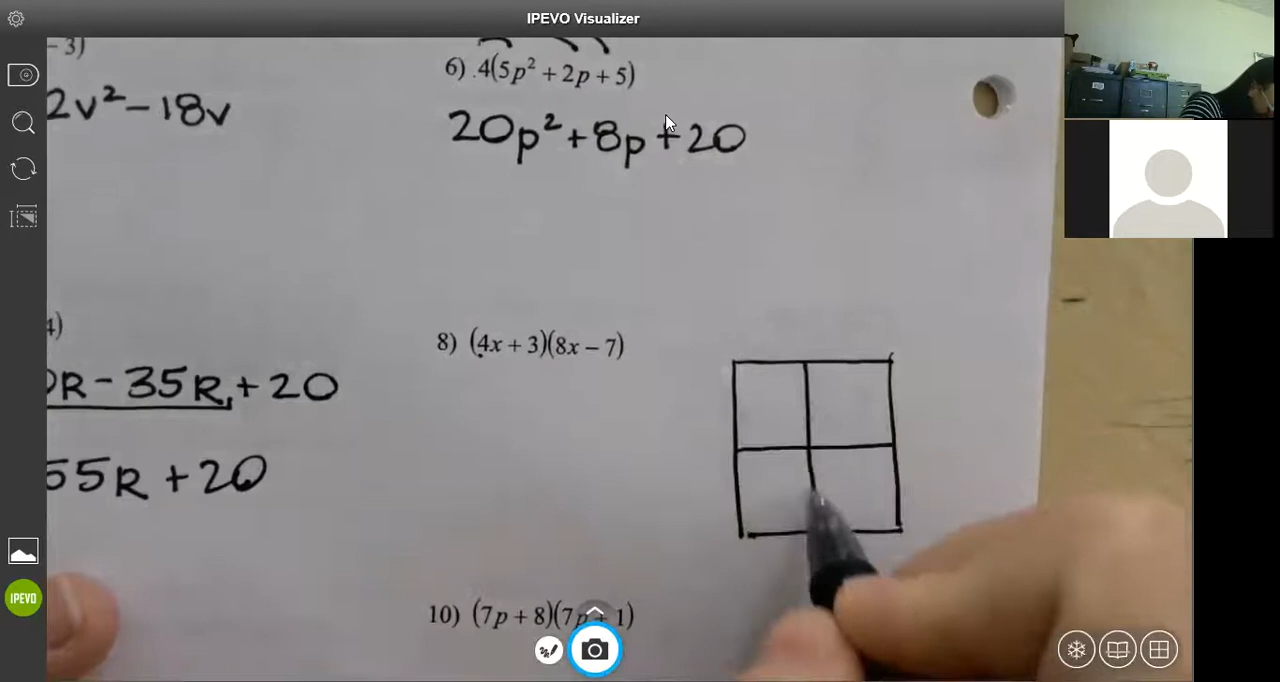 IPEVO Visualizer
– 3)
2v² – 18v
6) 4(5p² + 2p + 5)
20p² + 8p + 20
4)
R – 35R + 20
55R + 20
8) (4x + 3)(8x – 7)
10) (7p + 8)(7p + 1)
IPEVO